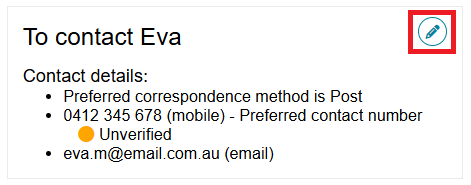 To contact Eva
Contact details:
Preferred correspondence method is Post
0412 345 678 (mobile) - Preferred contact number
Unverified
eva.m@email.com.au (email)